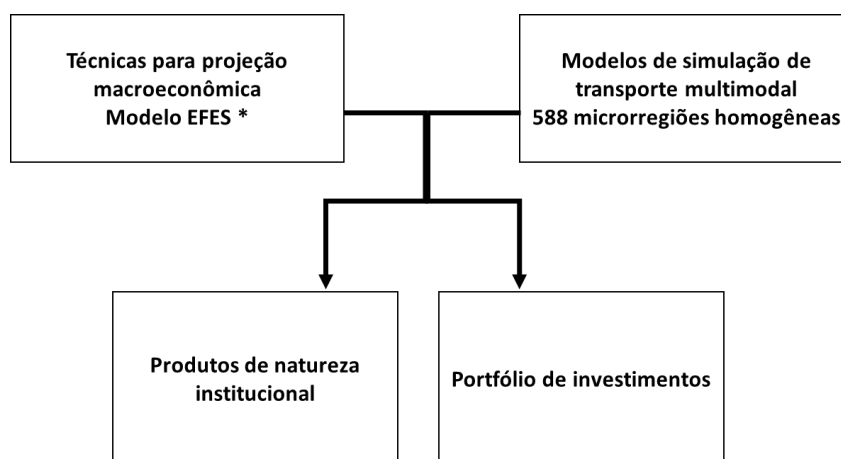 Técnicas para projeção
macroeconômica
Modelo EFES *
Modelos de simulação de
transporte multimodal
588 microrregiões homogêneas
Produtos de natureza
institucional
Portfólio de investimentos